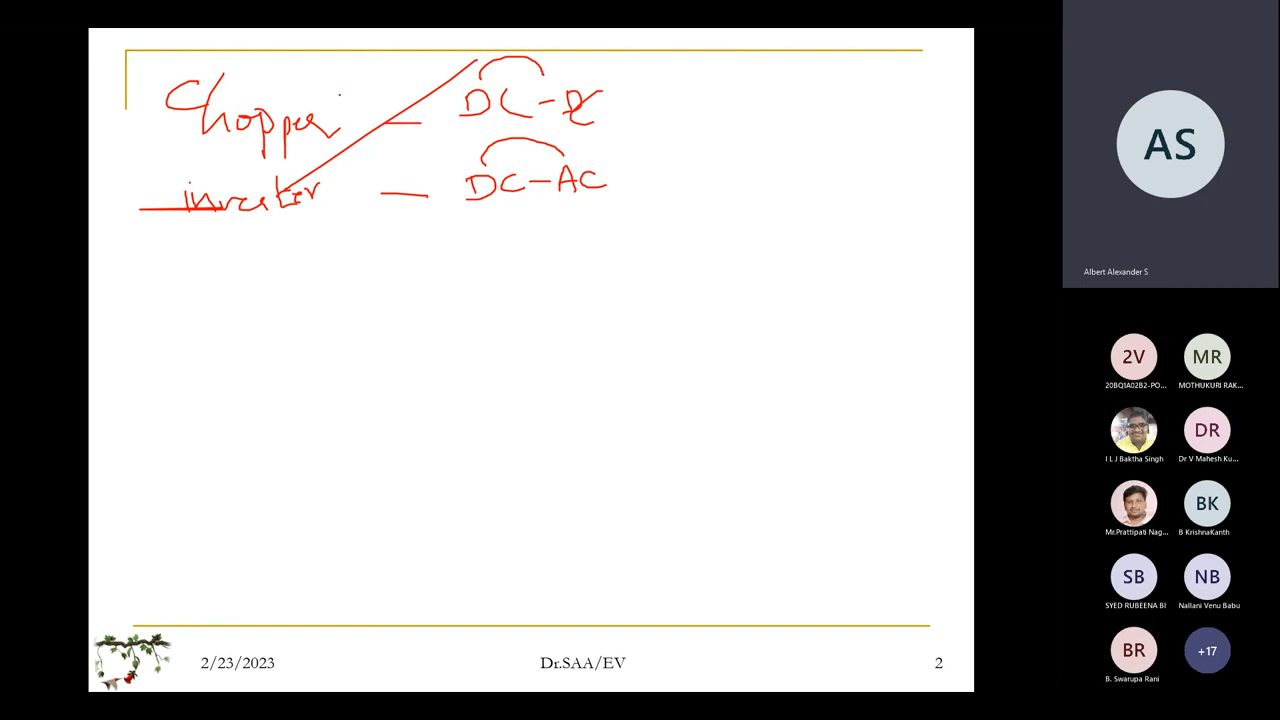 Chopper — DC-DC
inverter — DC-AC
2/23/2023 Dr.SAA/EV 2
AS
Albert Alexander S
2V MR
20BQ1A02B2-PO... MOTHUKURI RAK...
DR
I L J Baktha Singh Dr V Mahesh Ku...
BK
Mr.Prattipati Nag... B KrishnaKanth
SB NB
SYED RUBEENA BI Nallani Venu Babu
BR +17
B. Swarupa Rani